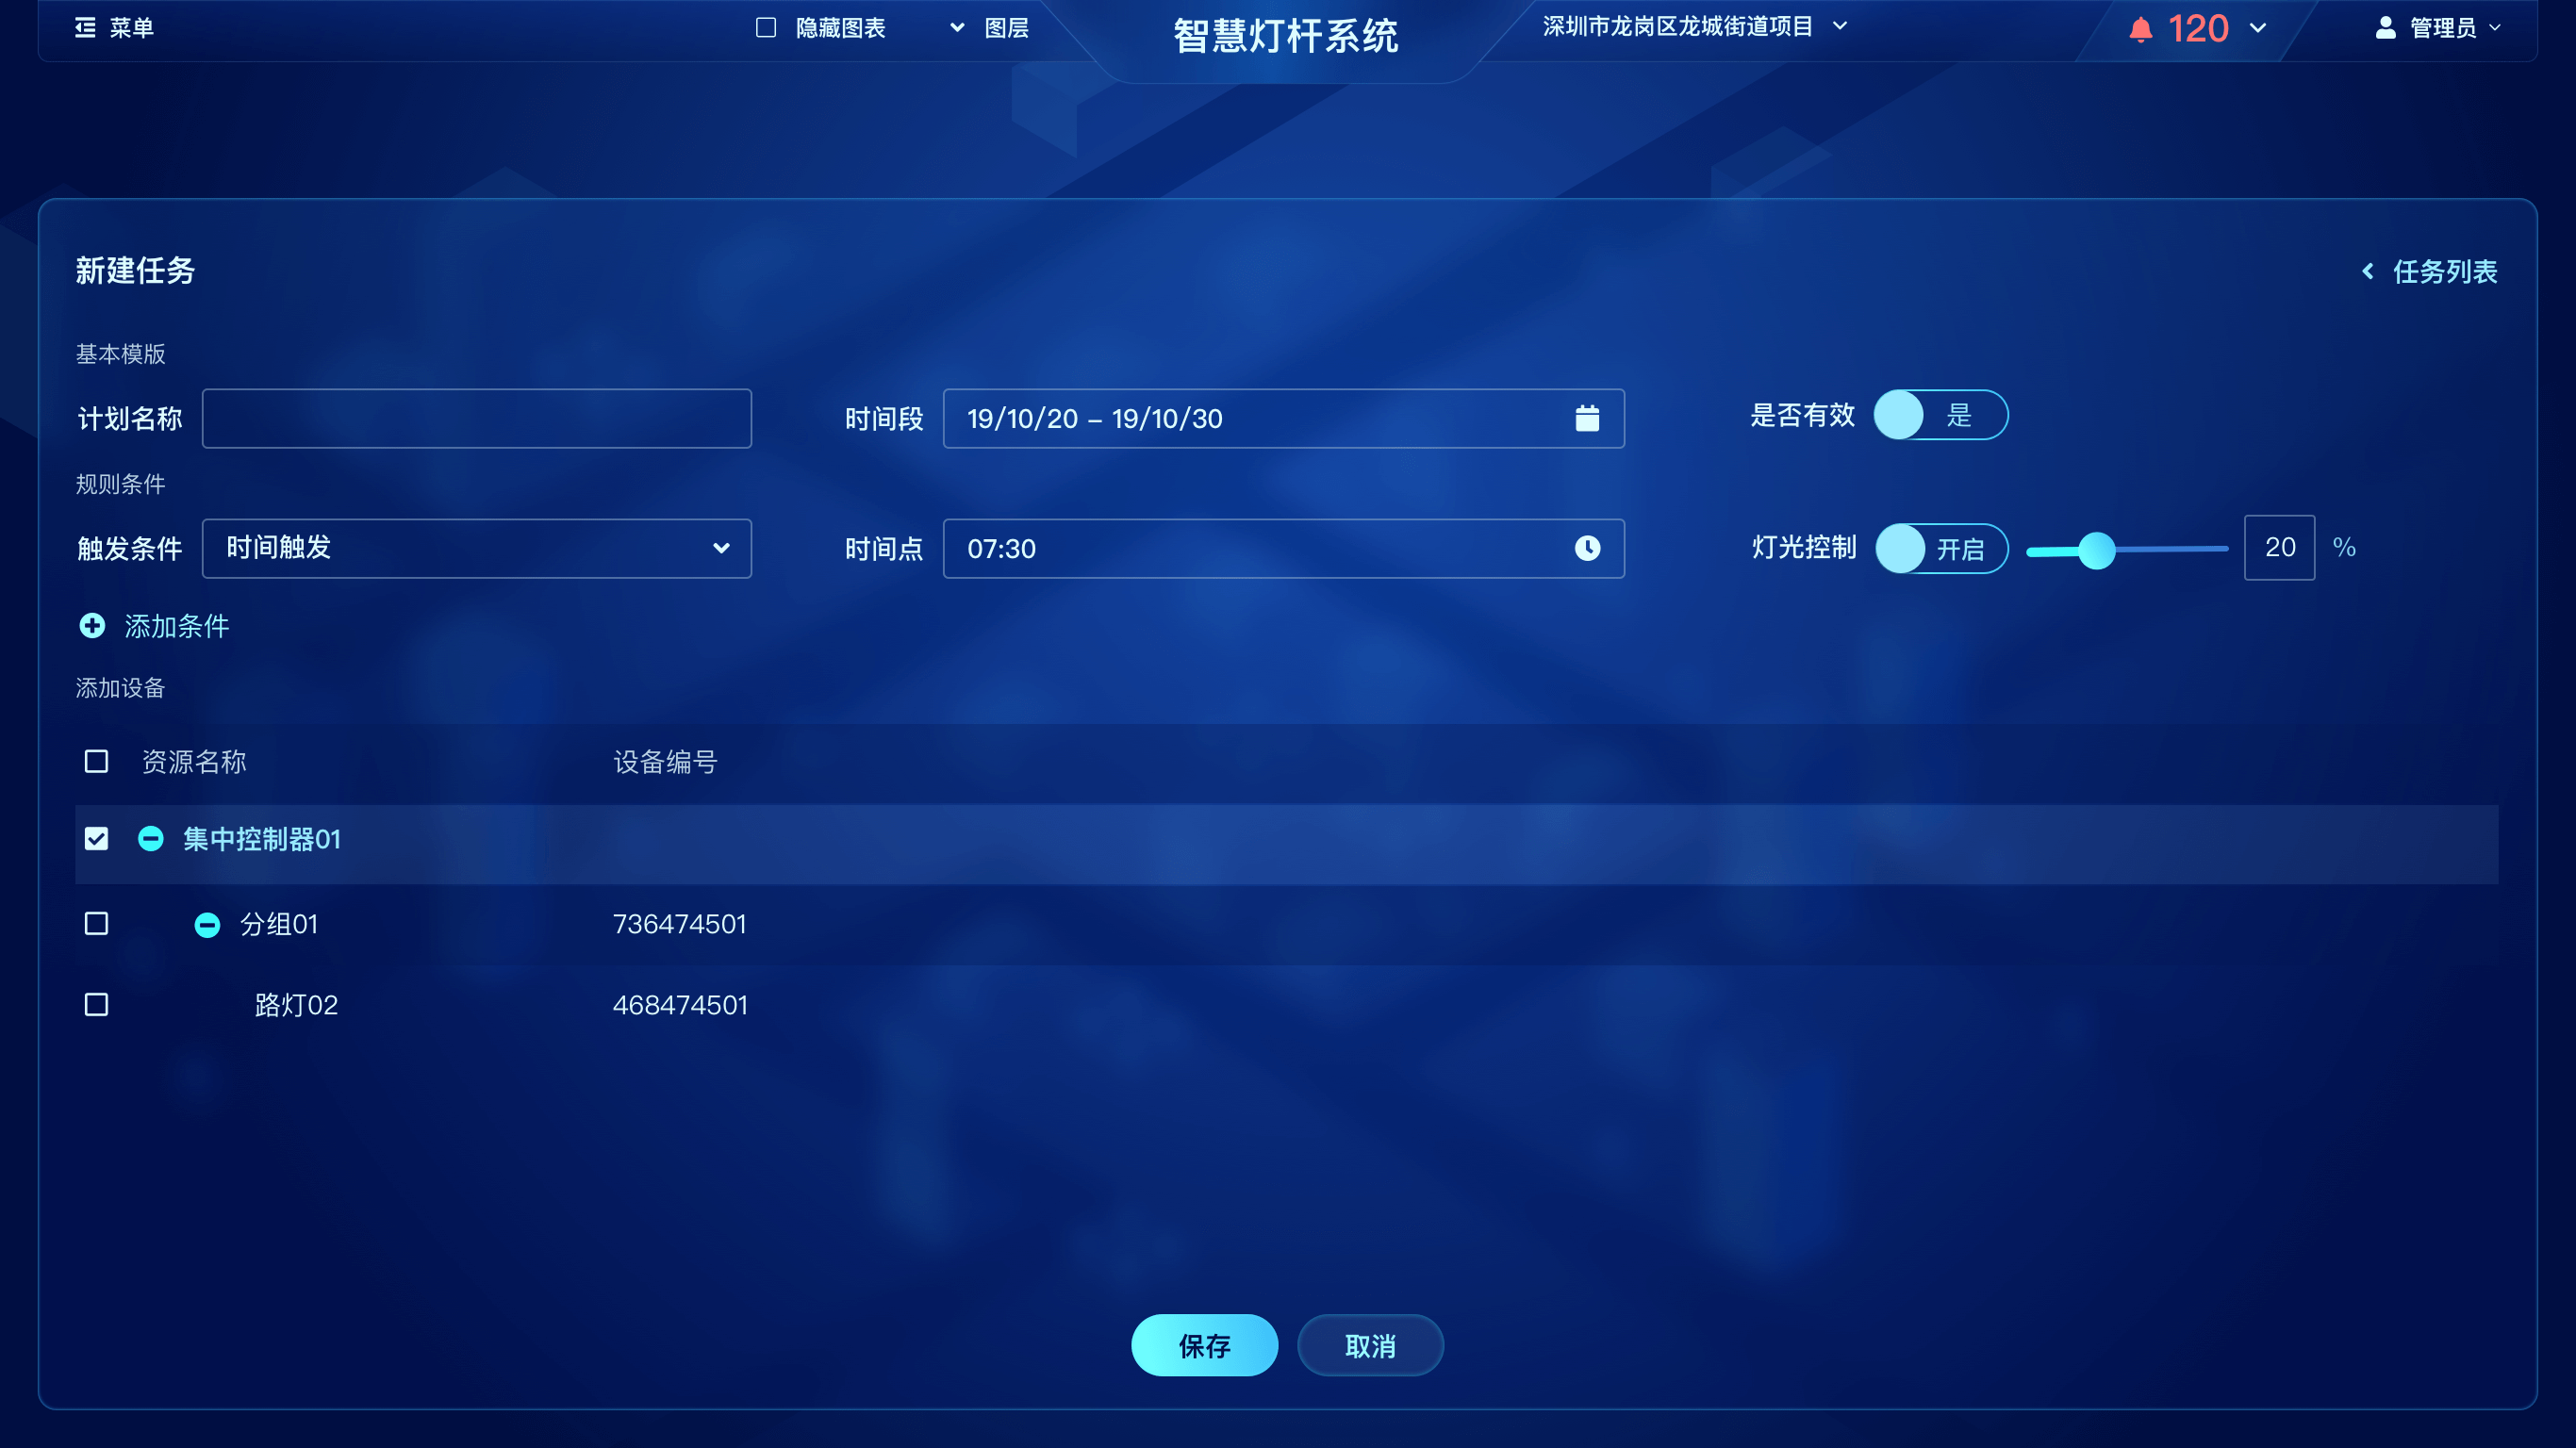 菜单
隐藏图表
图层
智慧灯杆系统
深圳市龙岗区龙城街道项目
120
管理员
新建任务
任务列表
基本模版
计划名称
时间段 19/10/20 – 19/10/30
是否有效 是
规则条件
触发条件 时间触发
时间点 07:30
灯光控制 开启 20 %
添加条件
添加设备
资源名称 设备编号
集中控制器01
分组01 736474501
路灯02 468474501
保存 取消